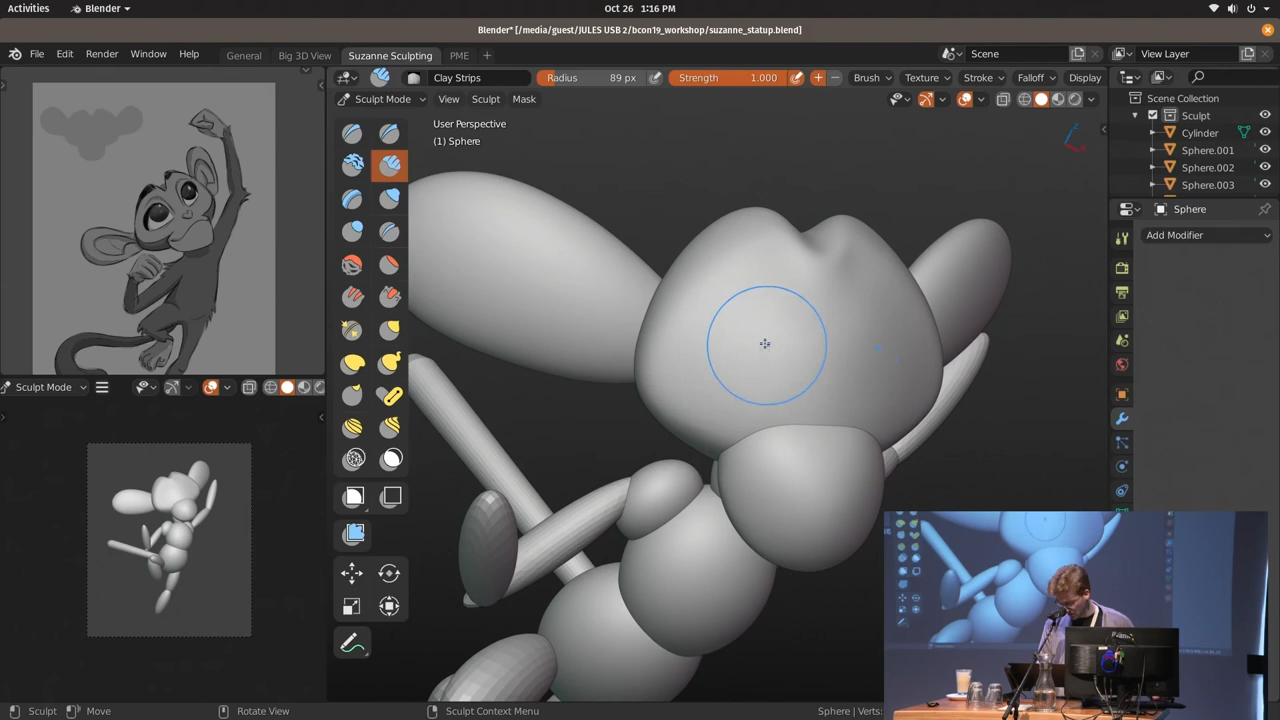 Activities Blender Oct 26 1:16 PM
Blender* [/media/guest/JULES USB 2/bcon19_workshop/suzanne_statup.blend]
File Edit Render Window Help General Big 3D View Suzanne Sculpting PME + Scene View Layer
Clay Strips Radius 89 px Strength 1.000 Brush Texture Stroke Falloff Display
Sculpt Mode View Sculpt Mask
User Perspective
(1) Sphere
Scene Collection
Sculpt
Cylinder
Sphere.001
Sphere.002
Sphere.003
Sphere
Add Modifier
Sculpt Mode
Sculpt Move Rotate View Sculpt Context Menu Sphere | Verts: